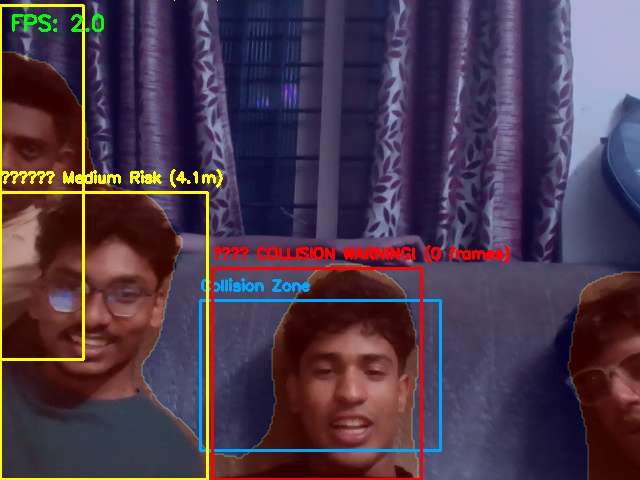 FPS: 2.0
?????? Medium Risk (4.1m)
???? COLLISION WARNING! (0 frames)
Collision Zone